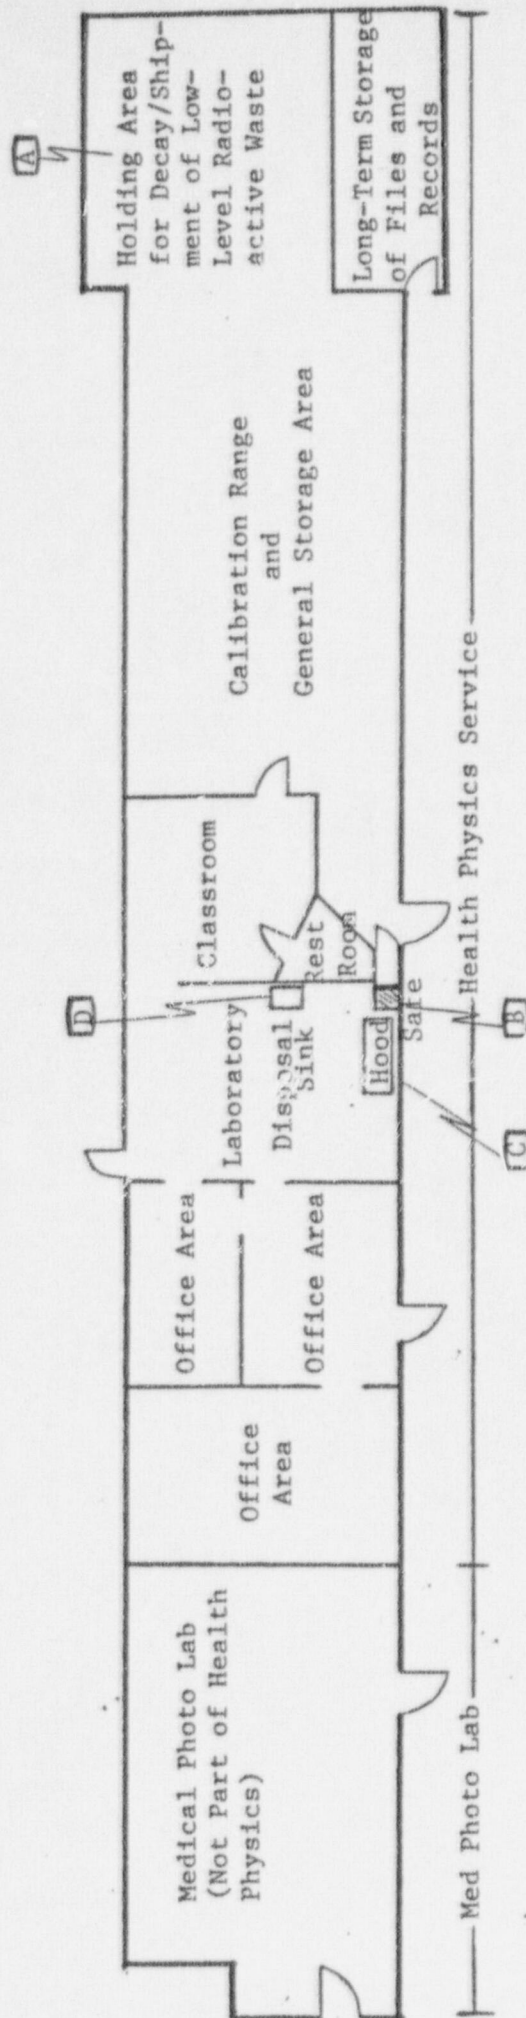 A
Holding Area
for Decay/Ship-
ment of Low-
Level Radio-
active Waste
Long-Term Storage
of Files and
Records
Calibration Range
and
General Storage Area
Classroom
Rest
Room
D
Laboratory
Disposal
Sink
Hood
Safe
B
C
Office Area
Office Area
Office
Area
Medical Photo Lab
(Not Part of Health
Physics)
Med Photo Lab
Health Physics Service